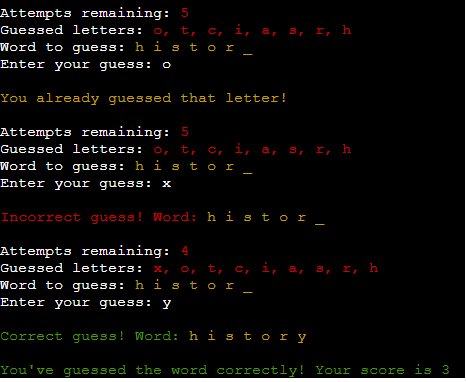 Attempts remaining: 5
Guessed letters: o, t, c, i, a, s, r, h
Word to guess: h i s t o r _
Enter your guess: o
You already guessed that letter!
Attempts remaining: 5
Guessed letters: o, t, c, i, a, s, r, h
Word to guess: h i s t o r _
Enter your guess: x
Incorrect guess! Word: h i s t o r _
Attempts remaining: 4
Guessed letters: x, o, t, c, i, a, s, r, h
Word to guess: h i s t o r _
Enter your guess: y
Correct guess! Word: h i s t o r y
You've guessed the word correctly! Your score is 3